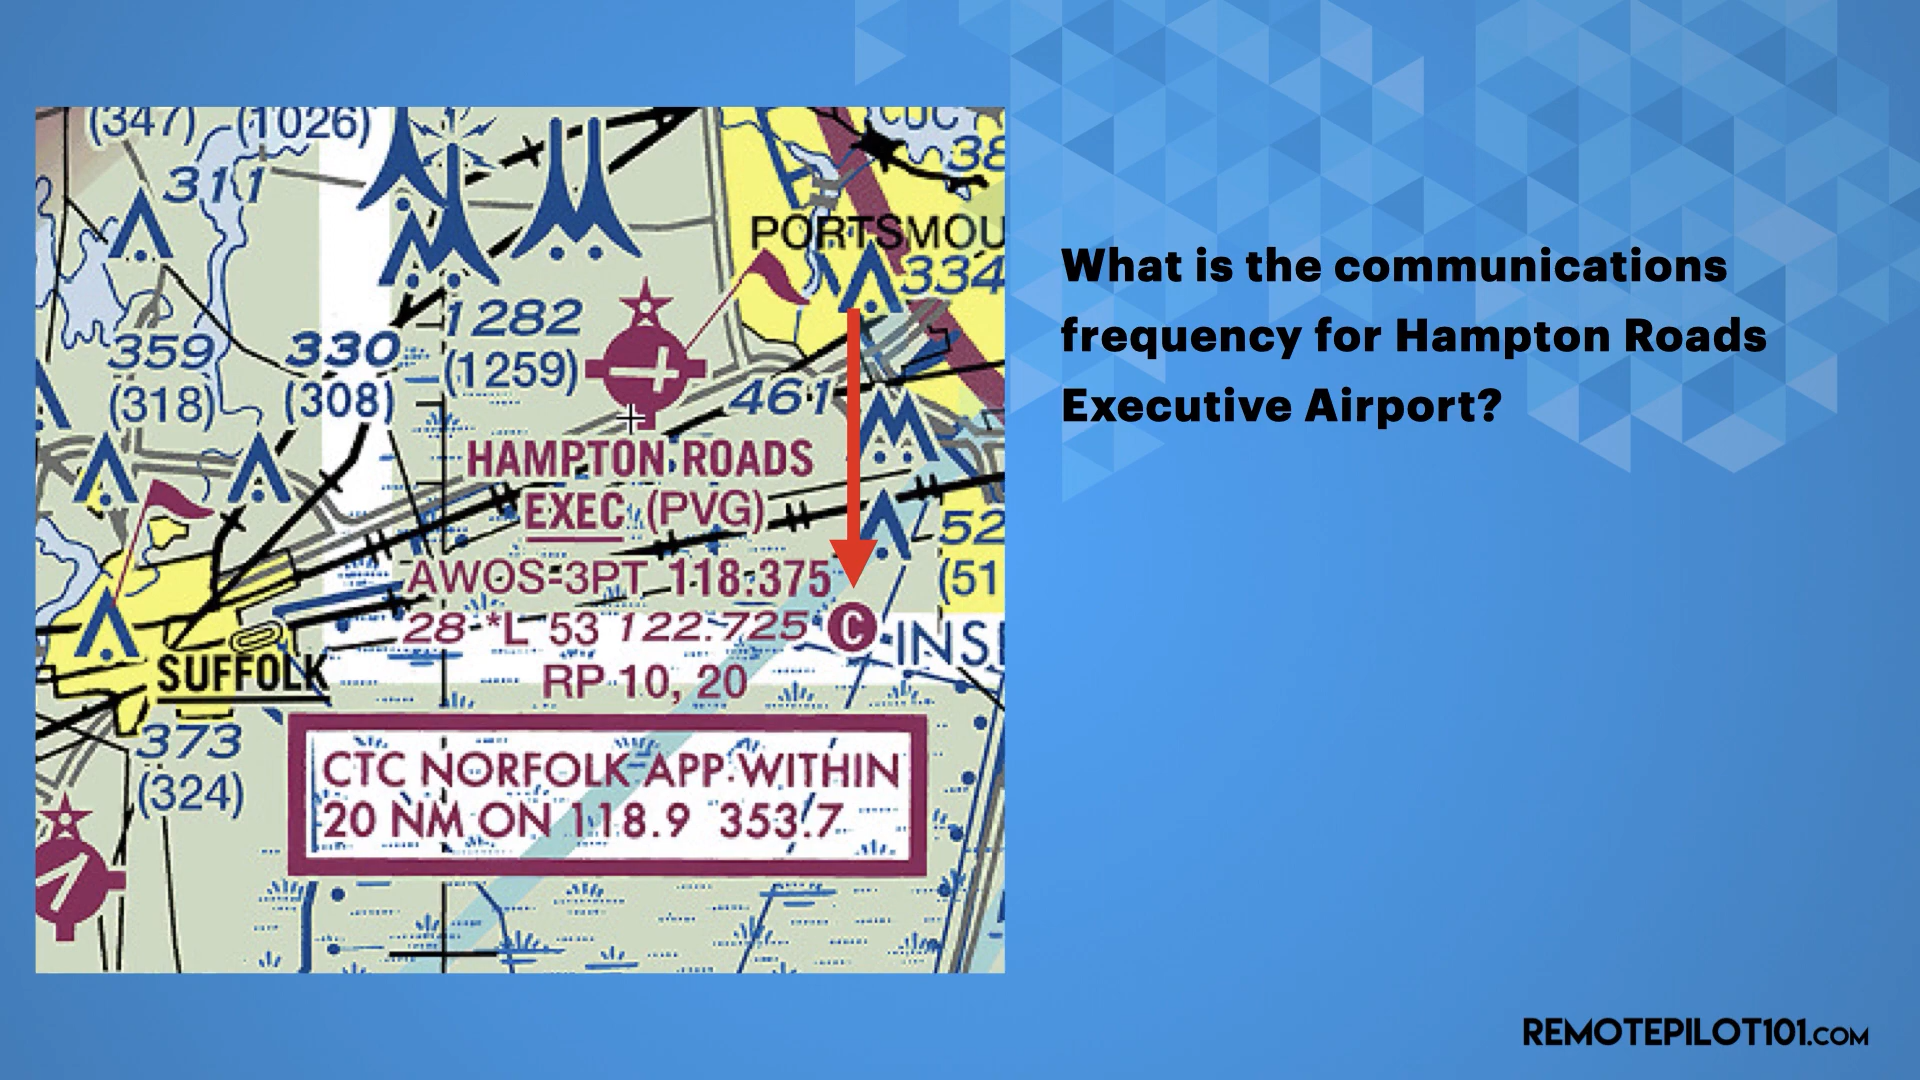 (347) (1026)
311
38
PORTSMOU
334
1282
(1259)
359
(318)
330
(308)
461
HAMPTON ROADS
EXEC (PVG)
52
(51
AWOS-3PT 118.375
28 *L 53 122.725 C
INS
RP 10, 20
SUFFOLK
373
(324)
CTC NORFOLK APP WITHIN
20 NM ON 118.9 353.7
What is the communications
frequency for Hampton Roads
Executive Airport?
REMOTEPILOT101.COM